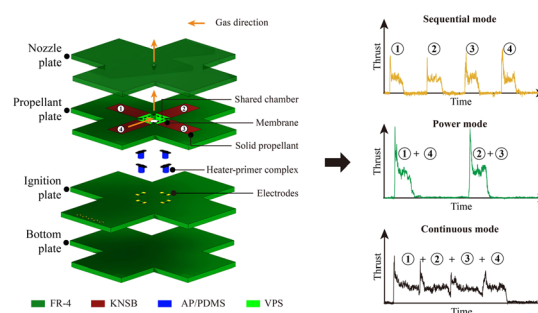 Gas direction
Nozzle
plate
Propellant
plate
1
2
4
3
Shared chamber
Membrane
Solid propellant
Heater-primer complex
Ignition
plate
Electrodes
Bottom
plate
FR-4
KNSB
AP/PDMS
VPS
Sequential mode
Thrust
1
2
3
4
Time
Power mode
Thrust
1 + 4
2 + 3
Time
Continuous mode
Thrust
1 + 2 + 3 + 4
Time